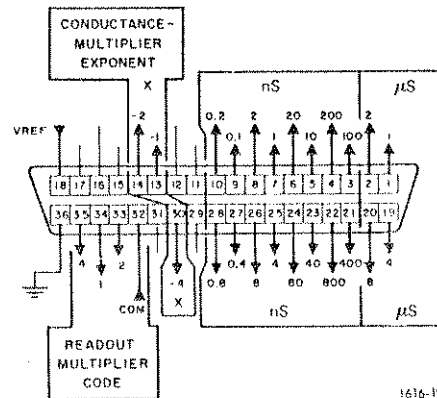 CONDUCTANCE-
MULTIPLIER
EXPONENT
X
nS
μS
-2
0.2
2
20
200
2
VREF
-1
0.1
1
10
100
1
18 17 16 15 14 13 12 11 10 9 8 7 6 5 4 3 2 1
36 35 34 33 32 31 30 29 28 27 26 25 24 23 22 21 20 19
4
2
-4
0.4
4
40
400
4
1
COM
X
0.8
8
80
800
8
nS
μS
READOUT
MULTIPLIER
CODE